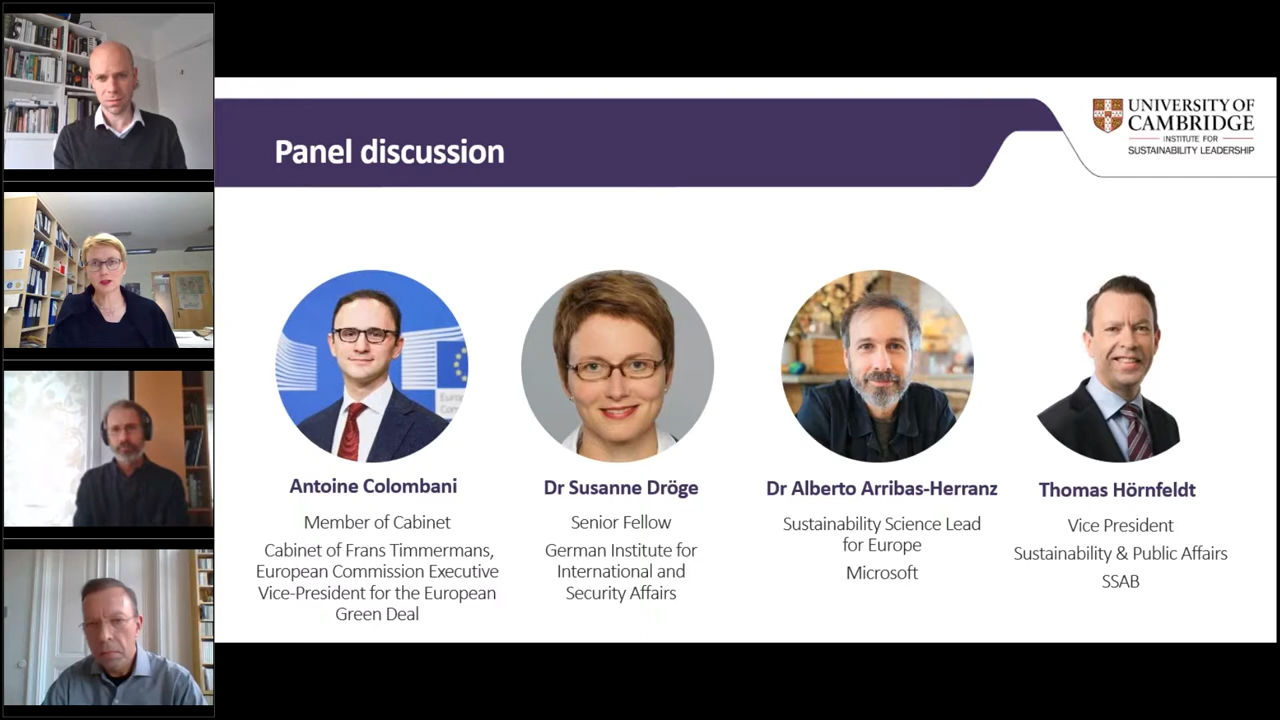 Panel discussion
UNIVERSITY OF
CAMBRIDGE
INSTITUTE FOR
SUSTAINABILITY LEADERSHIP
Antoine Colombani
Member of Cabinet
Cabinet of Frans Timmermans,
European Commission Executive
Vice-President for the European
Green Deal
Dr Susanne Dröge
Senior Fellow
German Institute for
International and
Security Affairs
Dr Alberto Arribas-Herranz
Sustainability Science Lead
for Europe
Microsoft
Thomas Hörnfeldt
Vice President
Sustainability & Public Affairs
SSAB